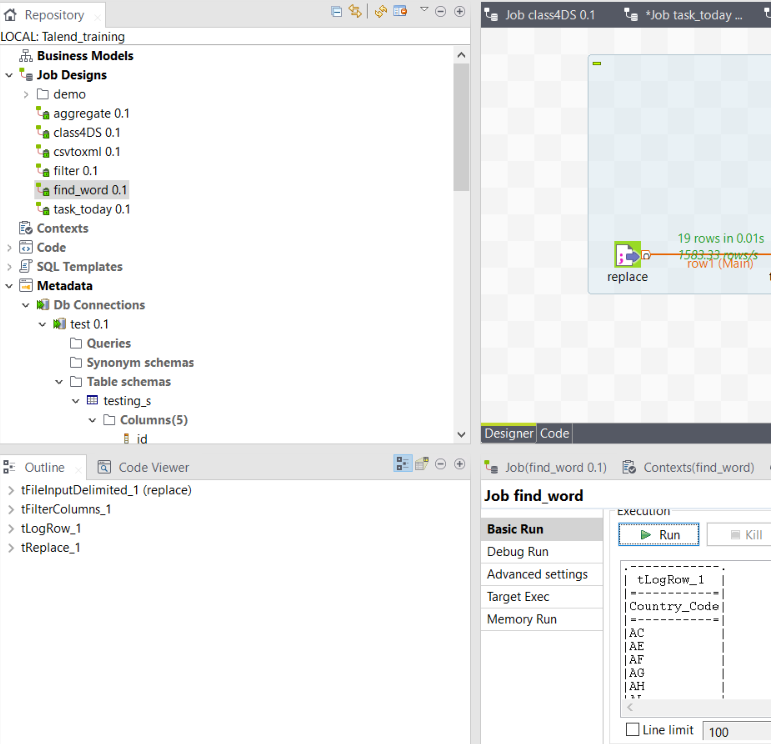 Repository
LOCAL: Talend_training
Business Models
Job Designs
demo
aggregate 0.1
class4DS 0.1
csvtoxml 0.1
filter 0.1
find_word 0.1
task_today 0.1
Contexts
Code
SQL Templates
Metadata
Db Connections
test 0.1
Queries
Synonym schemas
Table schemas
testing_s
Columns(5)
id
Job class4DS 0.1
*Job task_today ...
19 rows in 0.01s
1583.33 rows/s
row1 (Main)
replace
Designer
Code
Outline
Code Viewer
tFileInputDelimited_1 (replace)
tFilterColumns_1
tLogRow_1
tReplace_1
Job(find_word 0.1)
Contexts(find_word)
Job find_word
Basic Run
Debug Run
Advanced settings
Target Exec
Memory Run
Execution
Run
Kill
.------------.
| tLogRow_1 |
|=-----------=|
|Country_Code|
|=-----------=|
|AC |
|AE |
|AF |
|AG |
|AH |
Line limit
100